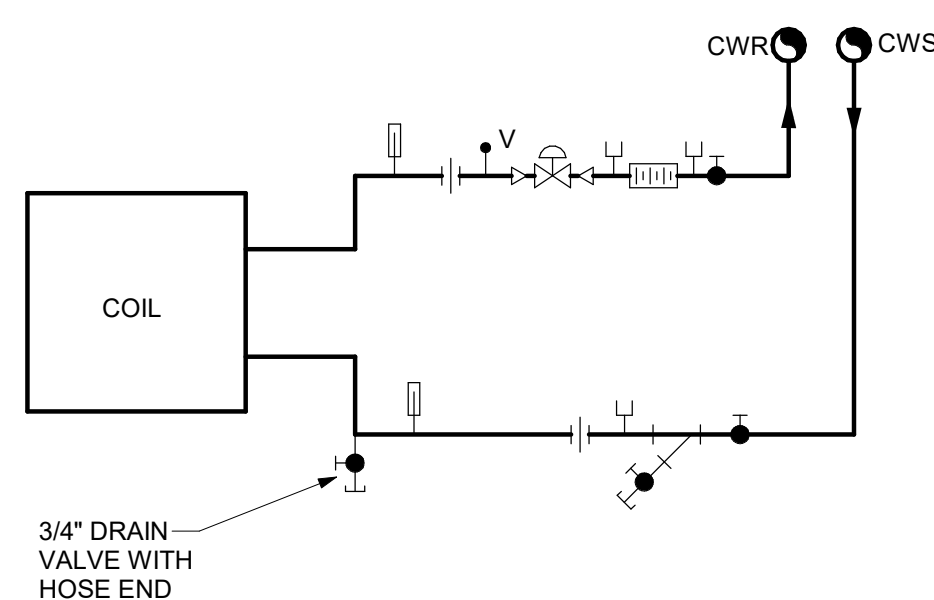 CWR
CWS
V
COIL
3/4" DRAIN
VALVE WITH
HOSE END